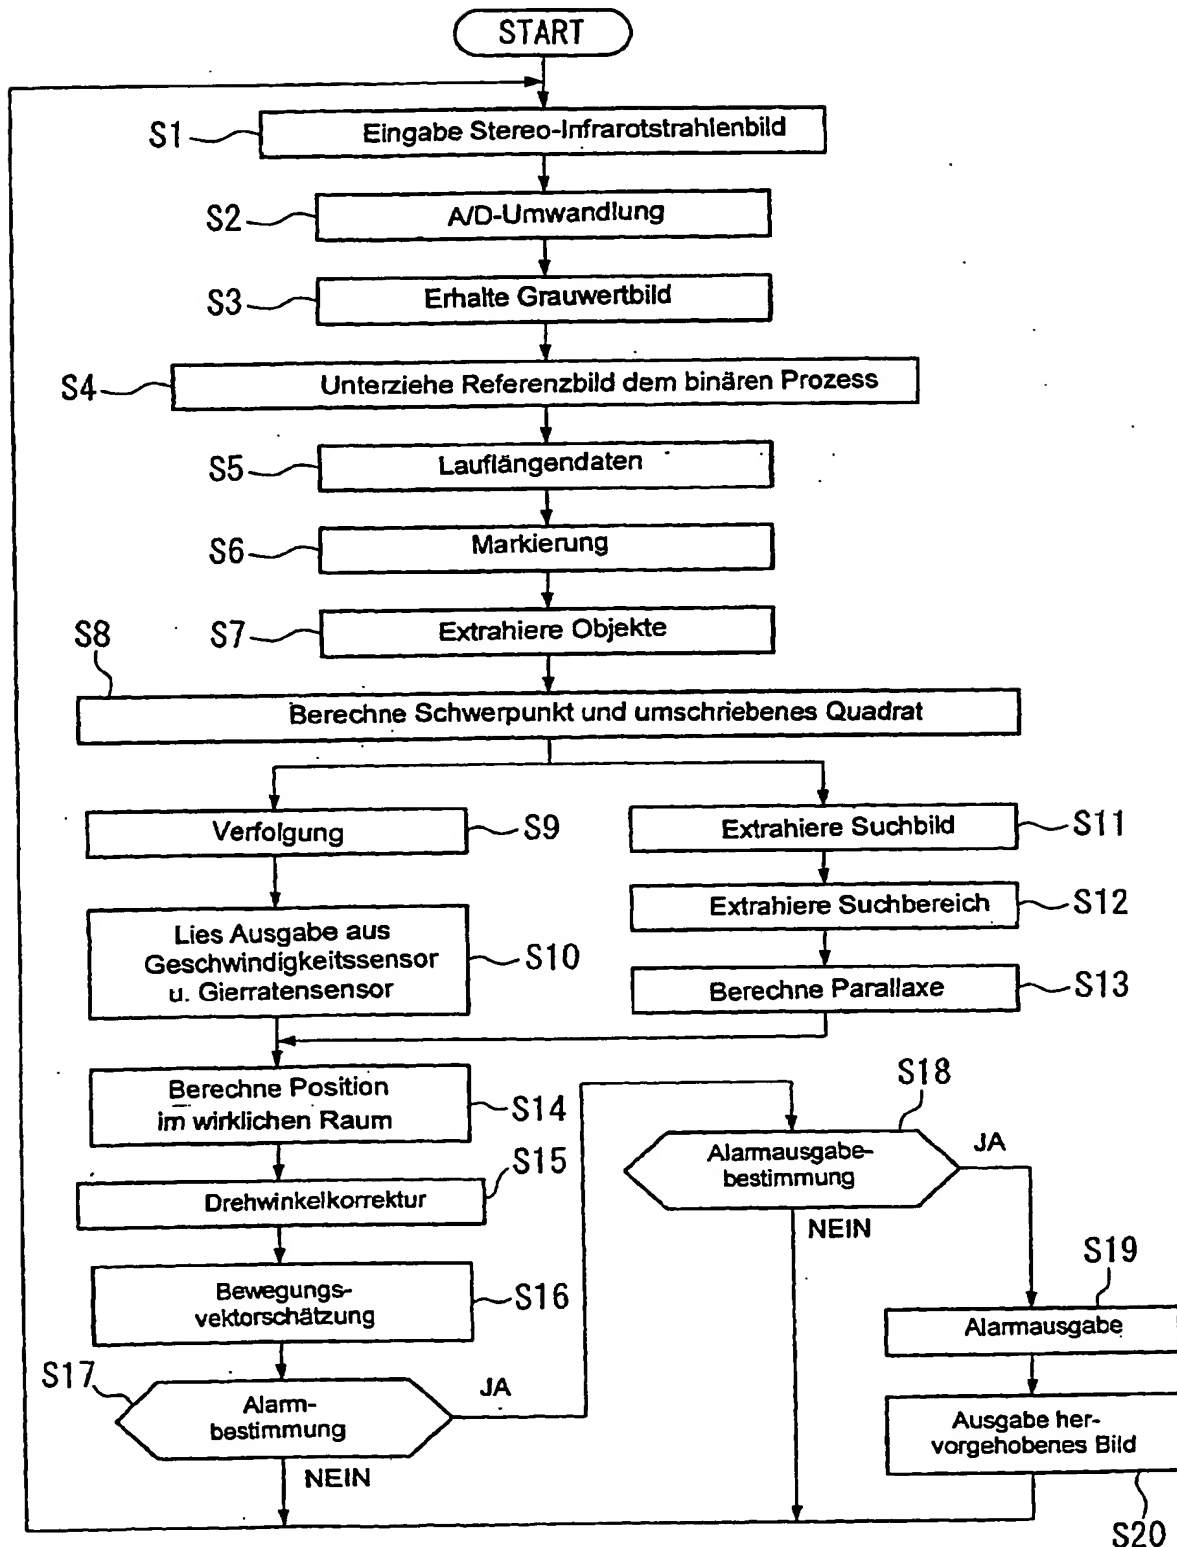 START
S1
Eingabe Stereo-Infrarotstrahlenbild
S2
A/D-Umwandlung
S3
Erhalte Grauwertbild
S4
Unterziehe Referenzbild dem binären Prozess
S5
Lauflängendaten
S6
Markierung
S7
Extrahiere Objekte
S8
Berechne Schwerpunkt und umschriebenes Quadrat
Verfolgung
S9
Lies Ausgabe aus
Geschwindigkeitssensor
u. Gierratensensor
S10
Extrahiere Suchbild
S11
Extrahiere Suchbereich
S12
Berechne Parallaxe
S13
Berechne Position
im wirklichen Raum
S14
Drehwinkelkorrektur
S15
Bewegungs-
vektorschätzung
S16
S17
Alarm-
bestimmung
JA
NEIN
S18
Alarmausgabe-
bestimmung
JA
NEIN
S19
Alarmausgabe
Ausgabe her-
vorgehobenes Bild
S20